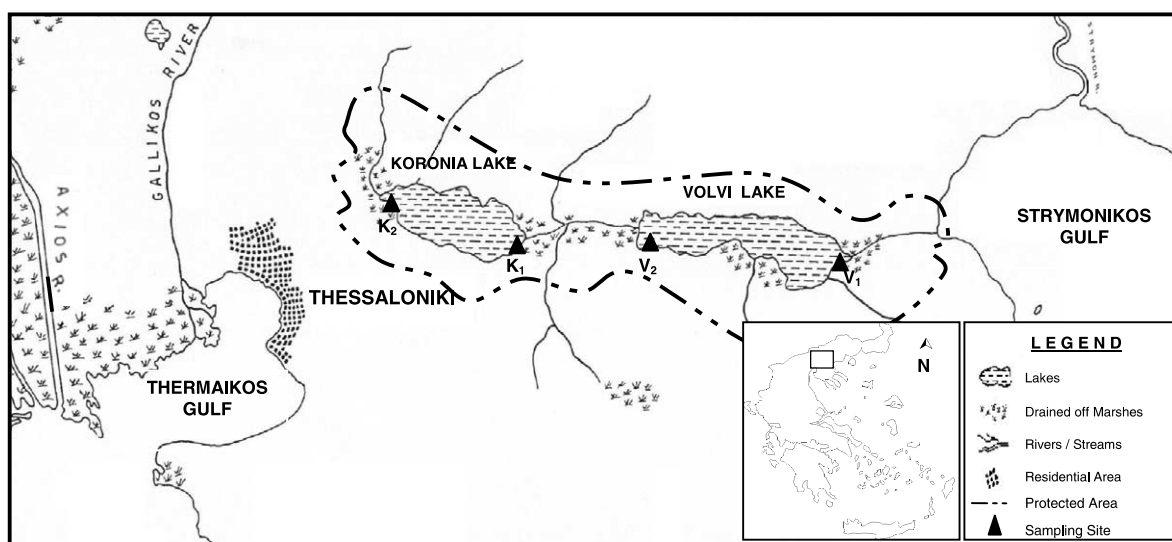 GALLIKOS RIVER
STRYMON
AXIOS R.
KORONIA LAKE
VOLVI LAKE
K2
K1
V2
V1
STRYMONIKOS
GULF
THESSALONIKI
THERMAIKOS
GULF
N
LEGEND
Lakes
Drained off Marshes
Rivers / Streams
Residential Area
Protected Area
Sampling Site